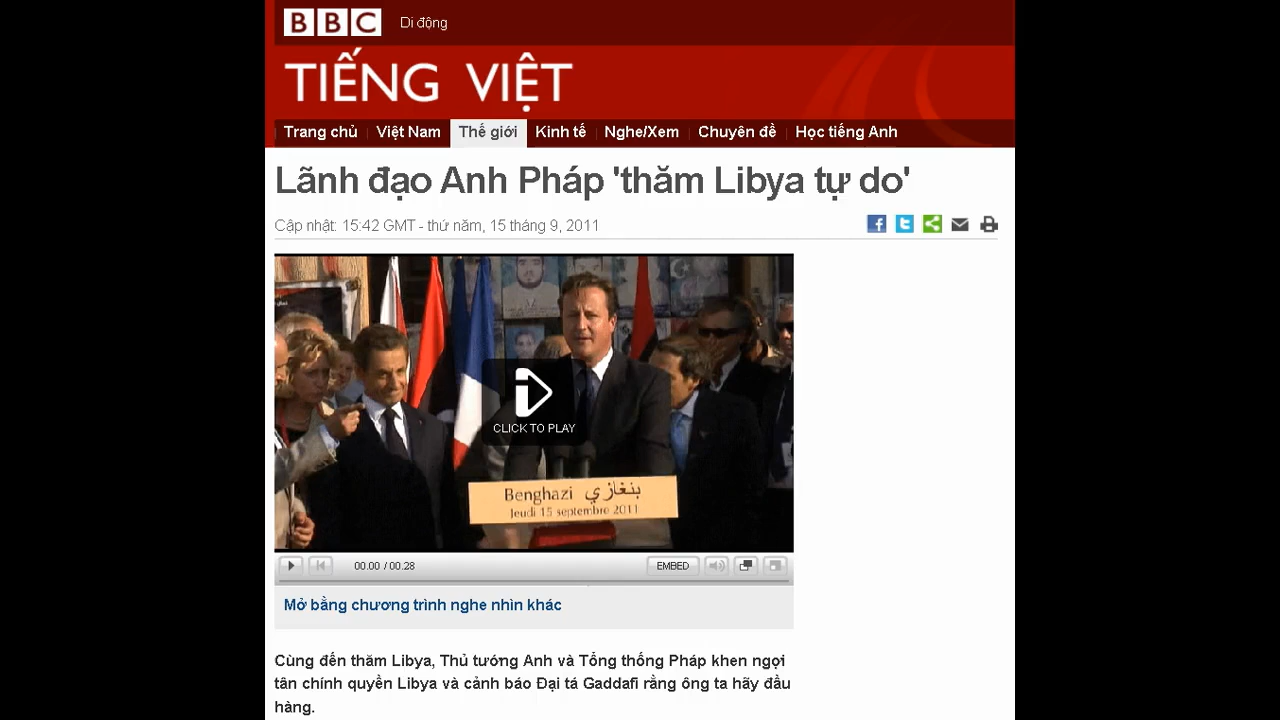 BBC Di động
TIẾNG VIỆT
Trang chủ Việt Nam Thế giới Kinh tế Nghe/Xem Chuyên đề Học tiếng Anh
Lãnh đạo Anh Pháp 'thăm Libya tự do'
Cập nhật: 15:42 GMT - thứ năm, 15 tháng 9, 2011
CLICK TO PLAY
Benghazi بنغازي
Jeudi 15 septembre 2011
00.00 / 00.28 EMBED
Mở bằng chương trình nghe nhìn khác
Cùng đến thăm Libya, Thủ tướng Anh và Tổng thống Pháp khen ngợi
tân chính quyền Libya và cảnh báo Đại tá Gaddafi rằng ông ta hãy đầu
hàng.